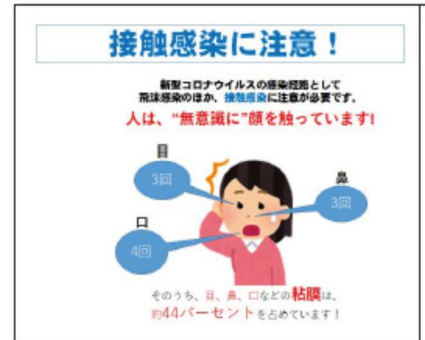 接触感染に注意！
新型コロナウイルスの感染経路として
飛沫感染のほか、接触感染に注意が必要です。
人は、“無意識に”顔を触っています!
目
3回
鼻
3回
口
4回
そのうち、目、鼻、口などの粘膜は、
約44パーセントを占めています！